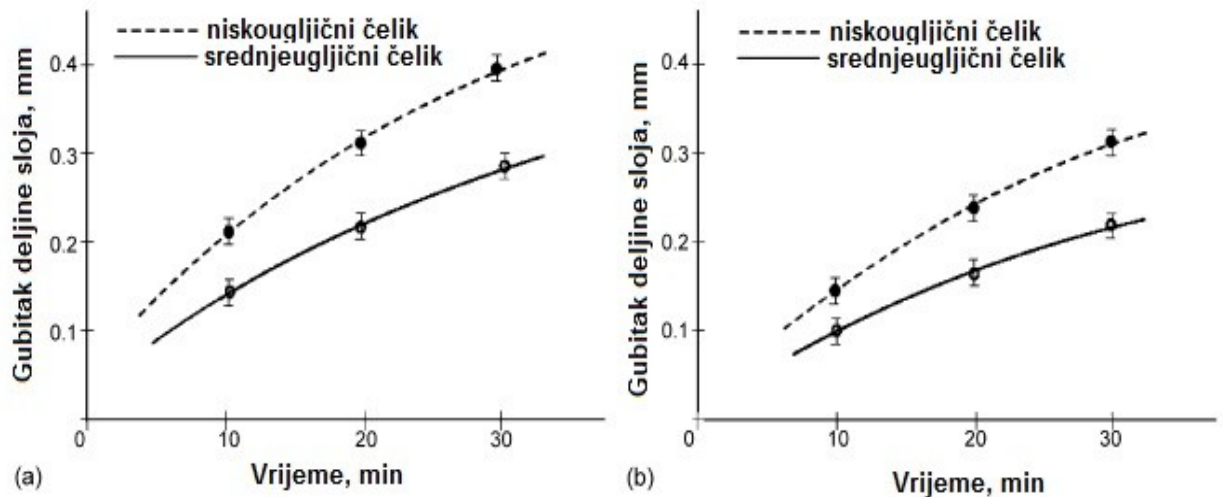 niskougljični čelik
srednjeugljični čelik
Gubitak deljine sloja, mm
0.4
0.3
0.2
0.1
0
10
20
30
Vrijeme, min
(a)
niskougljični čelik
srednjeugljični čelik
Gubitak deljine sloja, mm
0.4
0.3
0.2
0.1
0
10
20
30
Vrijeme, min
(b)